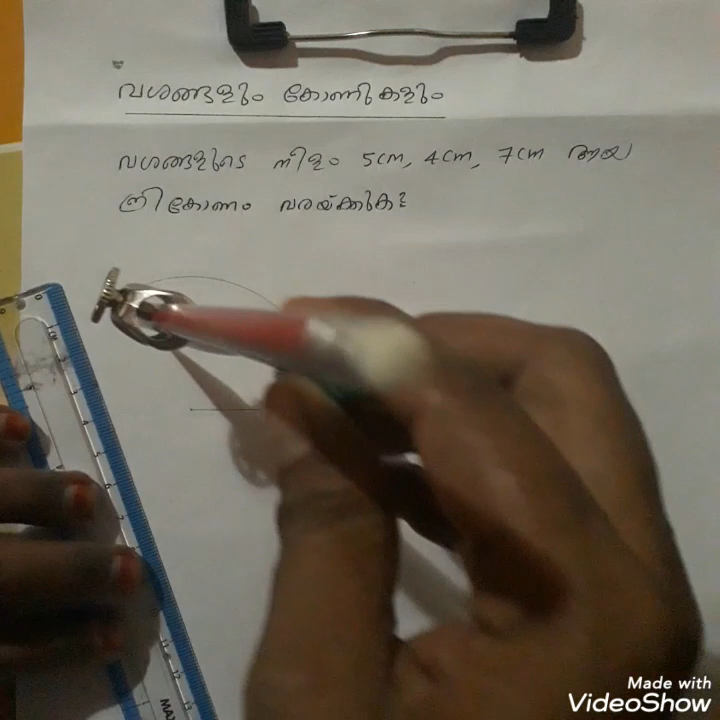 വശങ്ങളും കോണുകളും
വശങ്ങളുടെ നീളം 5cm, 4cm, 7cm ആയ
ത്രികോണം വരയ്ക്കുക?
Made with
VideoShow